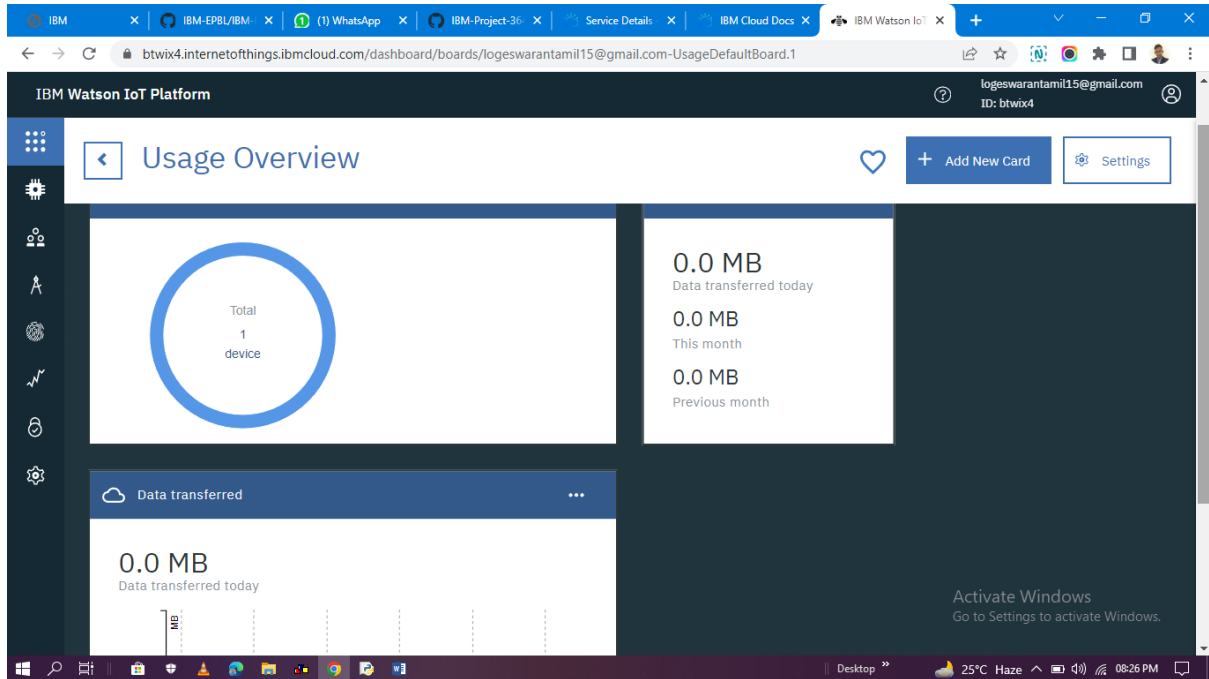 IBM
IBM-EPBL/IBM-
(1) WhatsApp
IBM-Project-36
Service Details
IBM Cloud Docs
IBM Watson IoT
btwix4.internetofthings.ibmcloud.com/dashboard/boards/logeswarantamil15@gmail.com-UsageDefaultBoard.1
IBM Watson IoT Platform
logeswarantamil15@gmail.com
ID: btwix4
Usage Overview
Add New Card
Settings
Total
1
device
0.0 MB
Data transferred today
0.0 MB
This month
0.0 MB
Previous month
Data transferred
0.0 MB
Data transferred today
MB
Activate Windows
Go to Settings to activate Windows.
Desktop
25°C Haze
08:26 PM